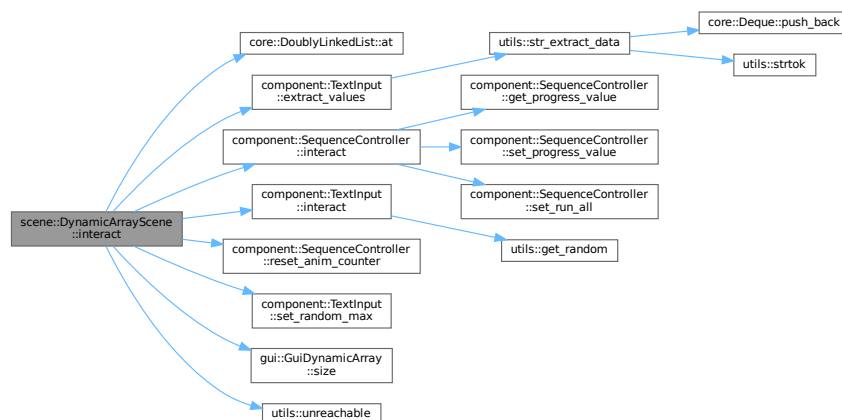 scene::DynamicArrayScene
::interact
core::DoublyLinkedList::at
component::TextInput
::extract_values
component::SequenceController
::interact
component::TextInput
::interact
component::SequenceController
::reset_anim_counter
component::TextInput
::set_random_max
gui::GuiDynamicArray
::size
utils::unreachable
utils::str_extract_data
component::SequenceController
::get_progress_value
component::SequenceController
::set_progress_value
component::SequenceController
::set_run_all
utils::get_random
core::Deque::push_back
utils::strtok